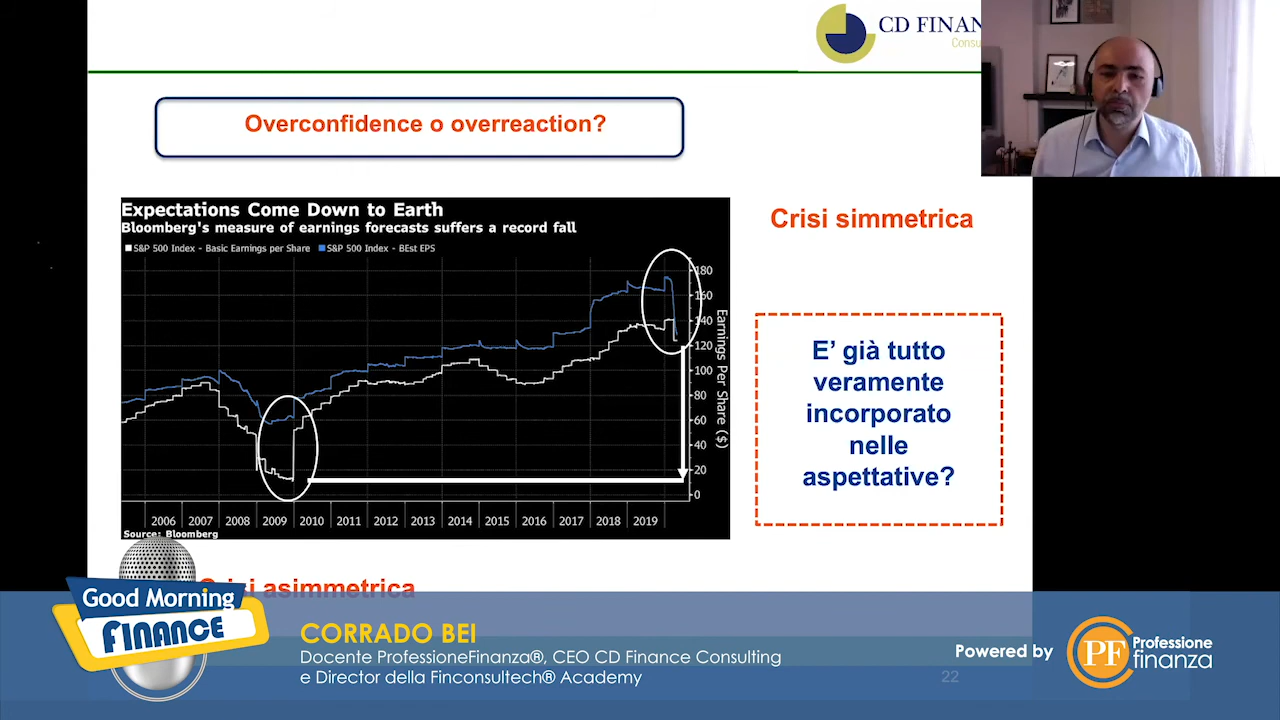 CD FINAN
Consu
Overconfidence o overreaction?
Expectations Come Down to Earth
Bloomberg's measure of earnings forecasts suffers a record fall
S&P 500 Index - Basic Earnings per Share S&P 500 Index - BEst EPS
180
160
140
120
100
80
60
40
20
0
Earnings Per Share ($)
2006 2007 2008 2009 2010 2011 2012 2013 2014 2015 2016 2017 2018 2019
Source: Bloomberg
Crisi simmetrica
E' già tutto
veramente
incorporato
nelle
aspettative?
Crisi asimmetrica
Good Morning
FINANCE
CORRADO BEI
Docente ProfessioneFinanza®, CEO CD Finance Consulting
e Director della Finconsultech® Academy
Powered by
PF
Professione
finanza
22